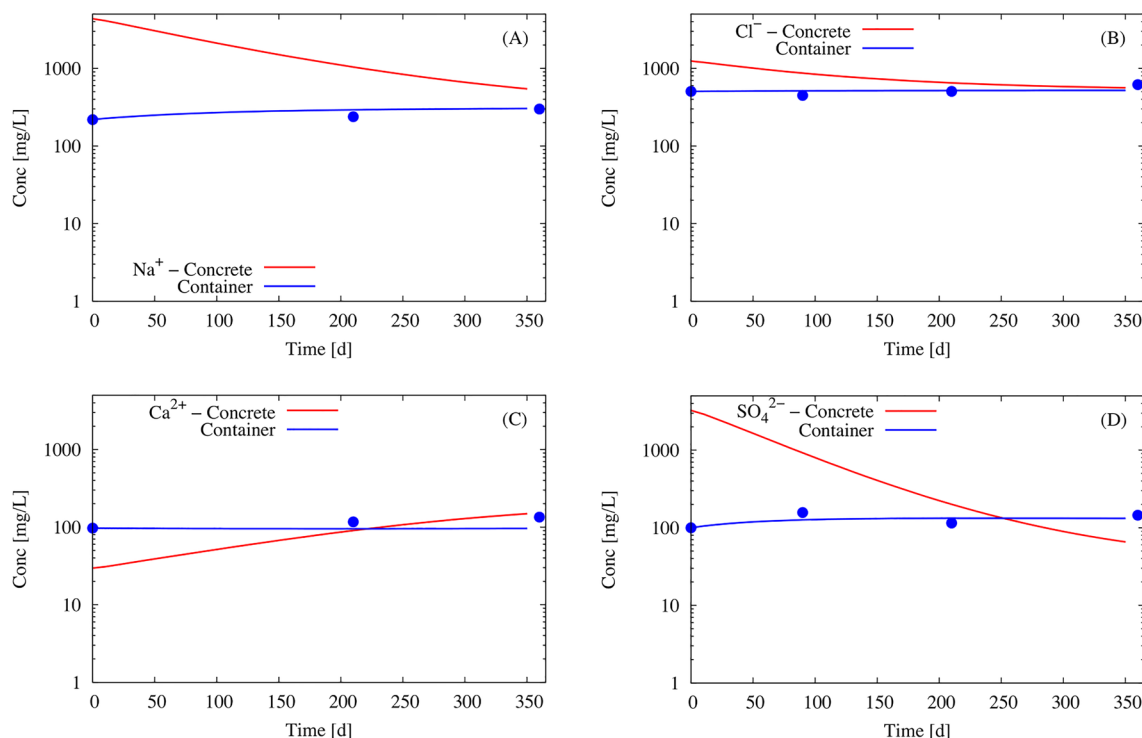 (A)
1000
100
10
1
Conc [mg/L]
Na+ – Concrete
Container
0 50 100 150 200 250 300 350
Time [d]
(B)
Cl− – Concrete
Container
1000
100
10
1
Conc [mg/L]
0 50 100 150 200 250 300 350
Time [d]
(C)
Ca2+ – Concrete
Container
1000
100
10
1
Conc [mg/L]
0 50 100 150 200 250 300 350
Time [d]
(D)
SO42− – Concrete
Container
1000
100
10
1
Conc [mg/L]
0 50 100 150 200 250 300 350
Time [d]